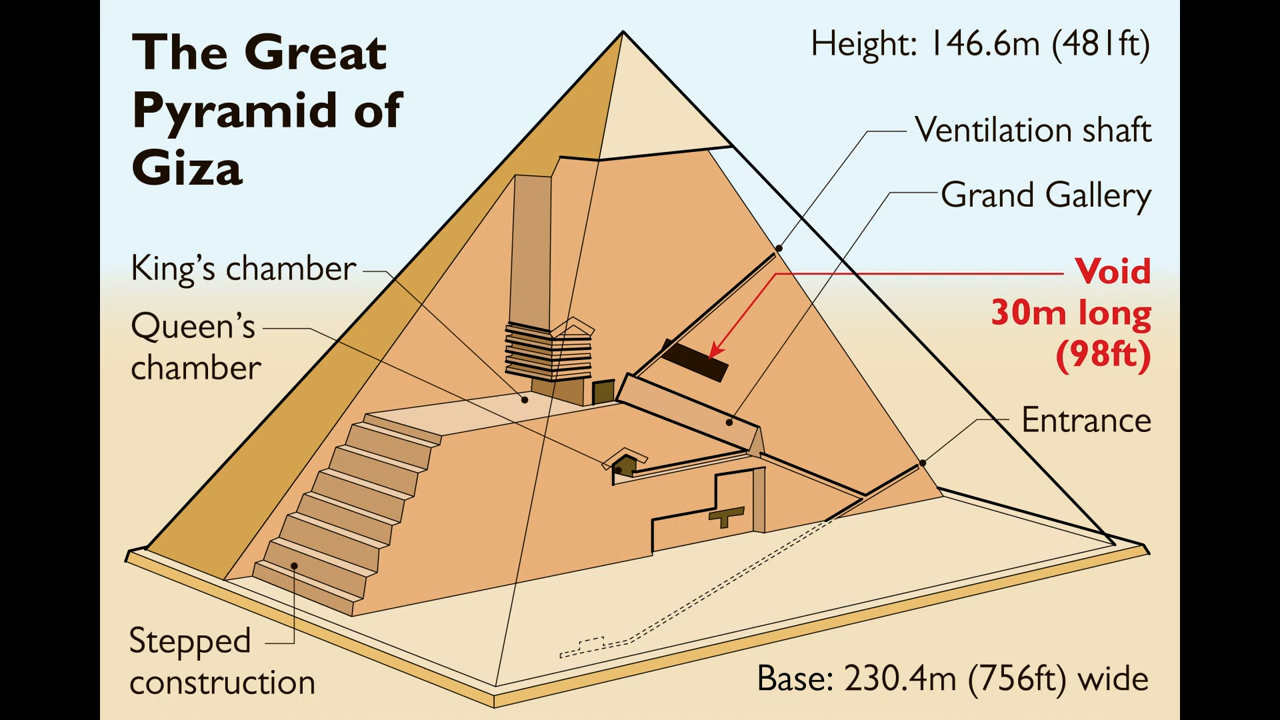 The Great
Pyramid of
Giza
Height: 146.6m (481ft)
Ventilation shaft
Grand Gallery
King's chamber
Void
30m long
(98ft)
Queen's
chamber
Entrance
Stepped
construction
Base: 230.4m (756ft) wide